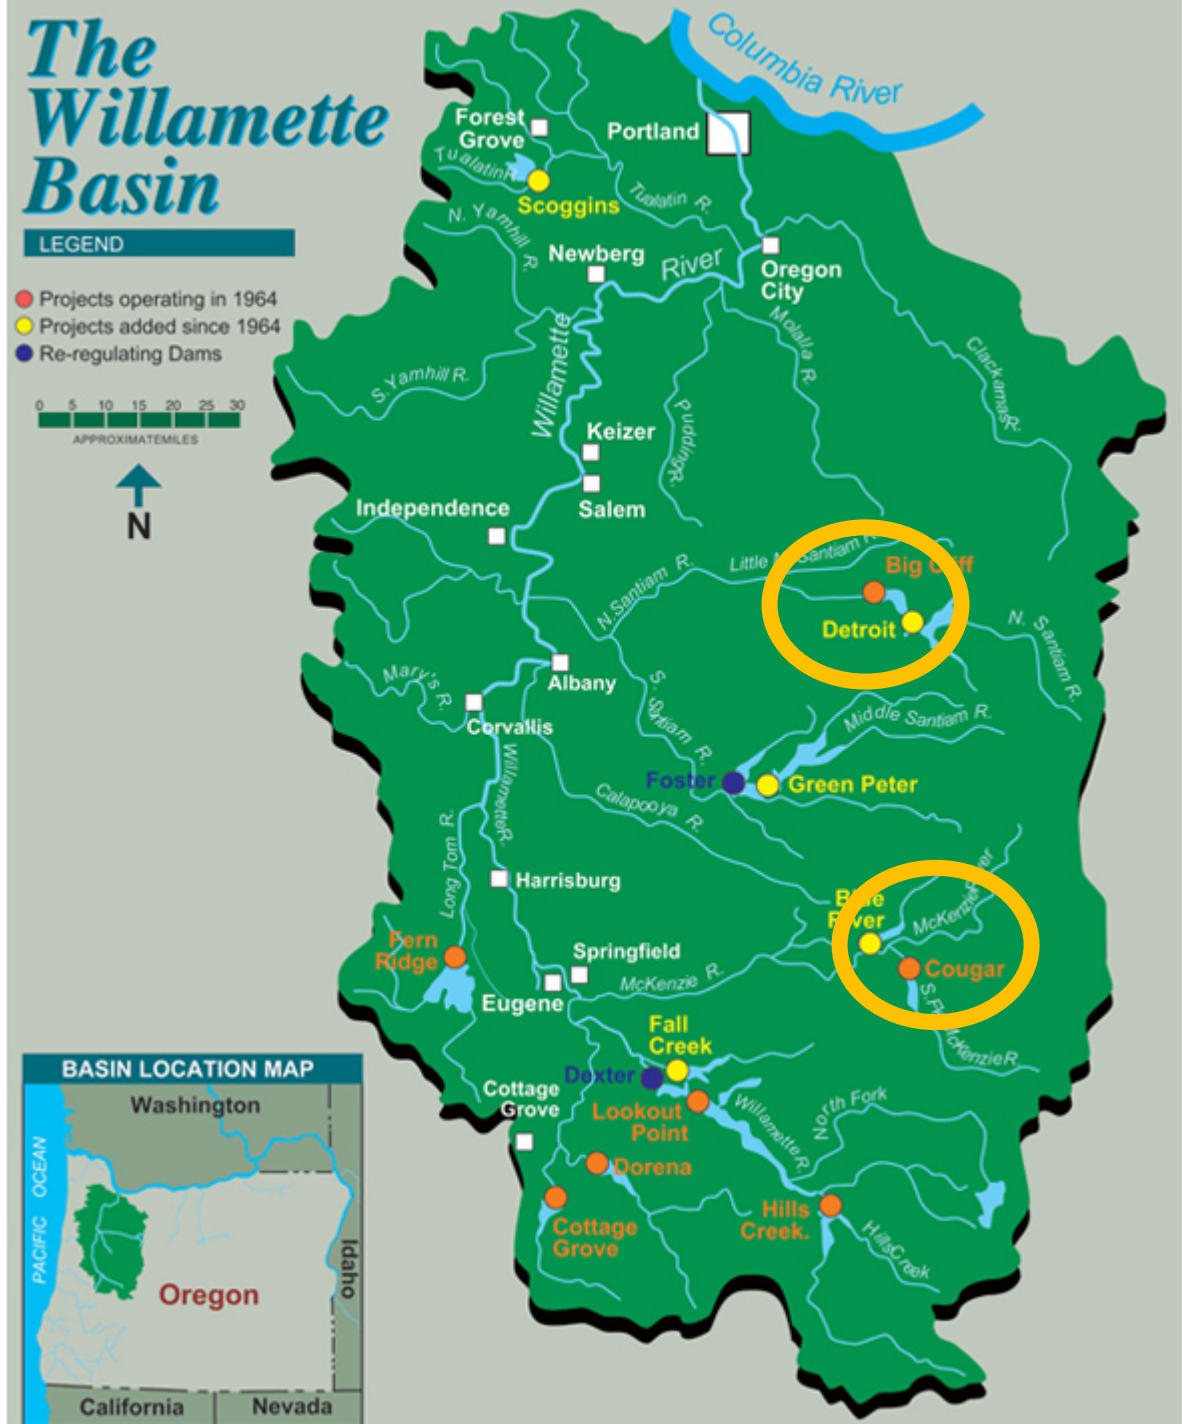 The
Willamette
Basin
LEGEND
Projects operating in 1964
Projects added since 1964
Re-regulating Dams
0 5 10 15 20 25 30
APPROXIMATEMILES
N
Columbia River
Portland
Forest
Grove
Tualatin R.
Scoggins
Tualatin R.
N. Yamhill R.
Newberg
River
Oregon
City
Molalla R.
Clackamas R.
Willamette
S.Yamhill R.
Pudding R.
Keizer
Salem
Independence
N.Santiam R.
Little N. Santiam R.
Big Cliff
Detroit
N. Santiam R.
Albany
Mary's R.
Corvallis
S. Santiam R.
Middle Santiam R.
Foster
Green Peter
Willamette R.
Calapooya R.
Long Tom R.
Harrisburg
Blue
River
McKenzie River
Fern
Ridge
Springfield
Cougar
McKenzie R.
Eugene
S. Fk. McKenzie R.
Fall
Creek
Dexter
Cottage
Grove
Lookout
Point
Willamette R.
North Fork
Dorena
Hills
Creek.
Hills Creek
Cottage
Grove
BASIN LOCATION MAP
Washington
PACIFIC OCEAN
Idaho
Oregon
California
Nevada